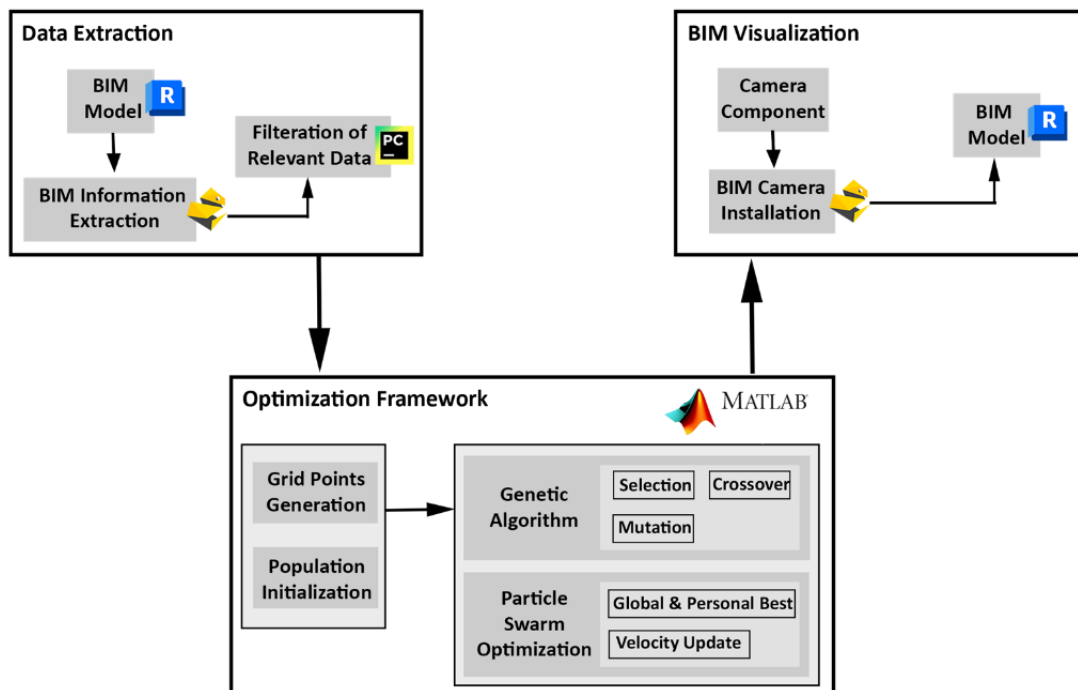 Data Extraction
BIM
Model
R
BIM Information
Extraction
Filteration of
Relevant Data
PC
BIM Visualization
Camera
Component
BIM Camera
Installation
BIM
Model
R
Optimization Framework
MATLAB
Grid Points
Generation
Population
Initialization
Genetic
Algorithm
Selection
Crossover
Mutation
Particle
Swarm
Optimization
Global & Personal Best
Velocity Update